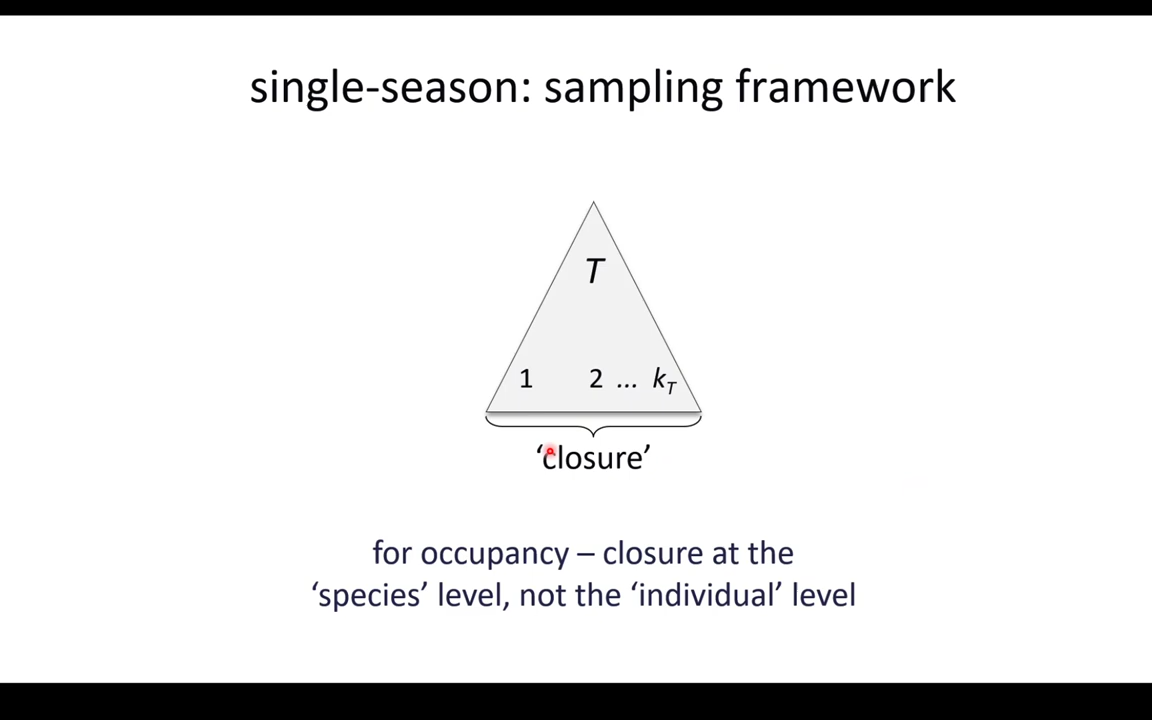 single-season: sampling framework
T
1 2 ... kT
‘closure’
for occupancy – closure at the
‘species’ level, not the ‘individual’ level